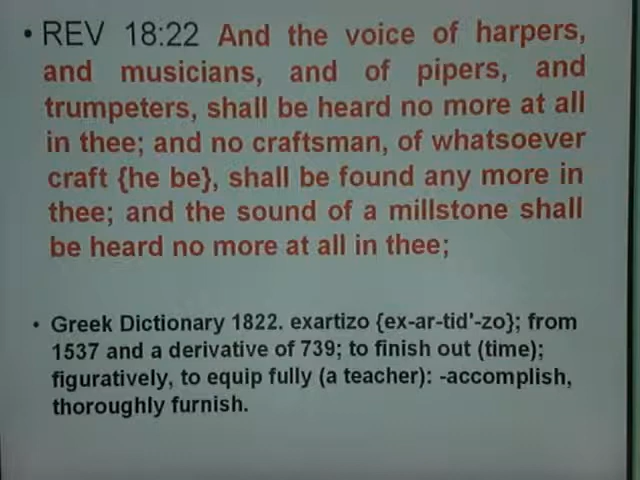 • REV 18:22 And the voice of harpers,
and musicians, and of pipers, and
trumpeters, shall be heard no more at all
in thee; and no craftsman, of whatsoever
craft {he be}, shall be found any more in
thee; and the sound of a millstone shall
be heard no more at all in thee;
• Greek Dictionary 1822. exartizo {ex-ar-tid'-zo}; from
1537 and a derivative of 739; to finish out (time);
figuratively, to equip fully (a teacher): -accomplish,
thoroughly furnish.